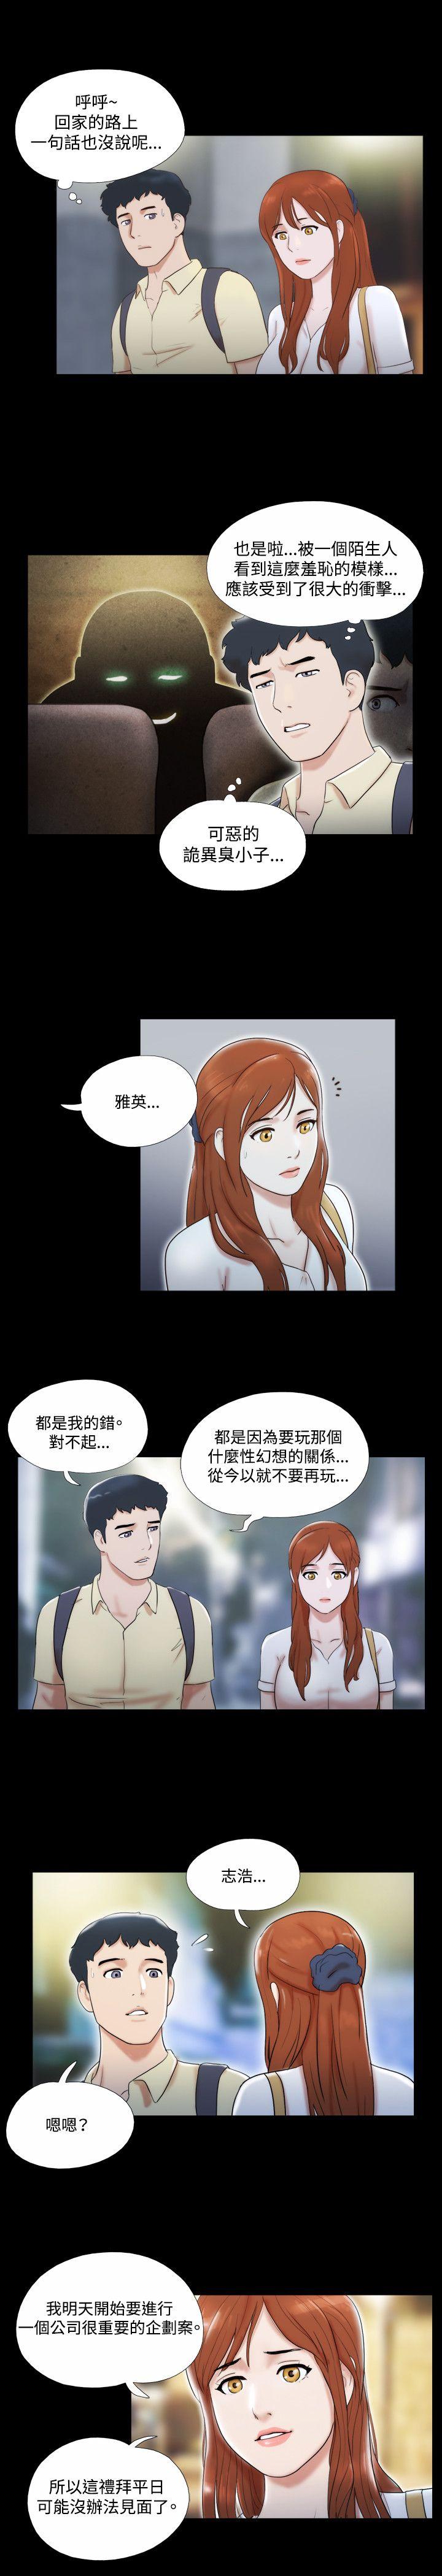 呼呼~
回家的路上
一句話也沒說呢...
也是啦...被一個陌生人
看到這麼羞恥的模樣...
應該受到了很大的衝擊...
可惡的
詭異臭小子...
雅英...
都是我的錯。
對不起...
都是因為要玩那個
什麼性幻想的關係...
從今以就不要再玩...
志浩...
嗯嗯？
我明天開始要進行
一個公司很重要的企劃案。
所以這禮拜平日
可能沒辦法見面了。